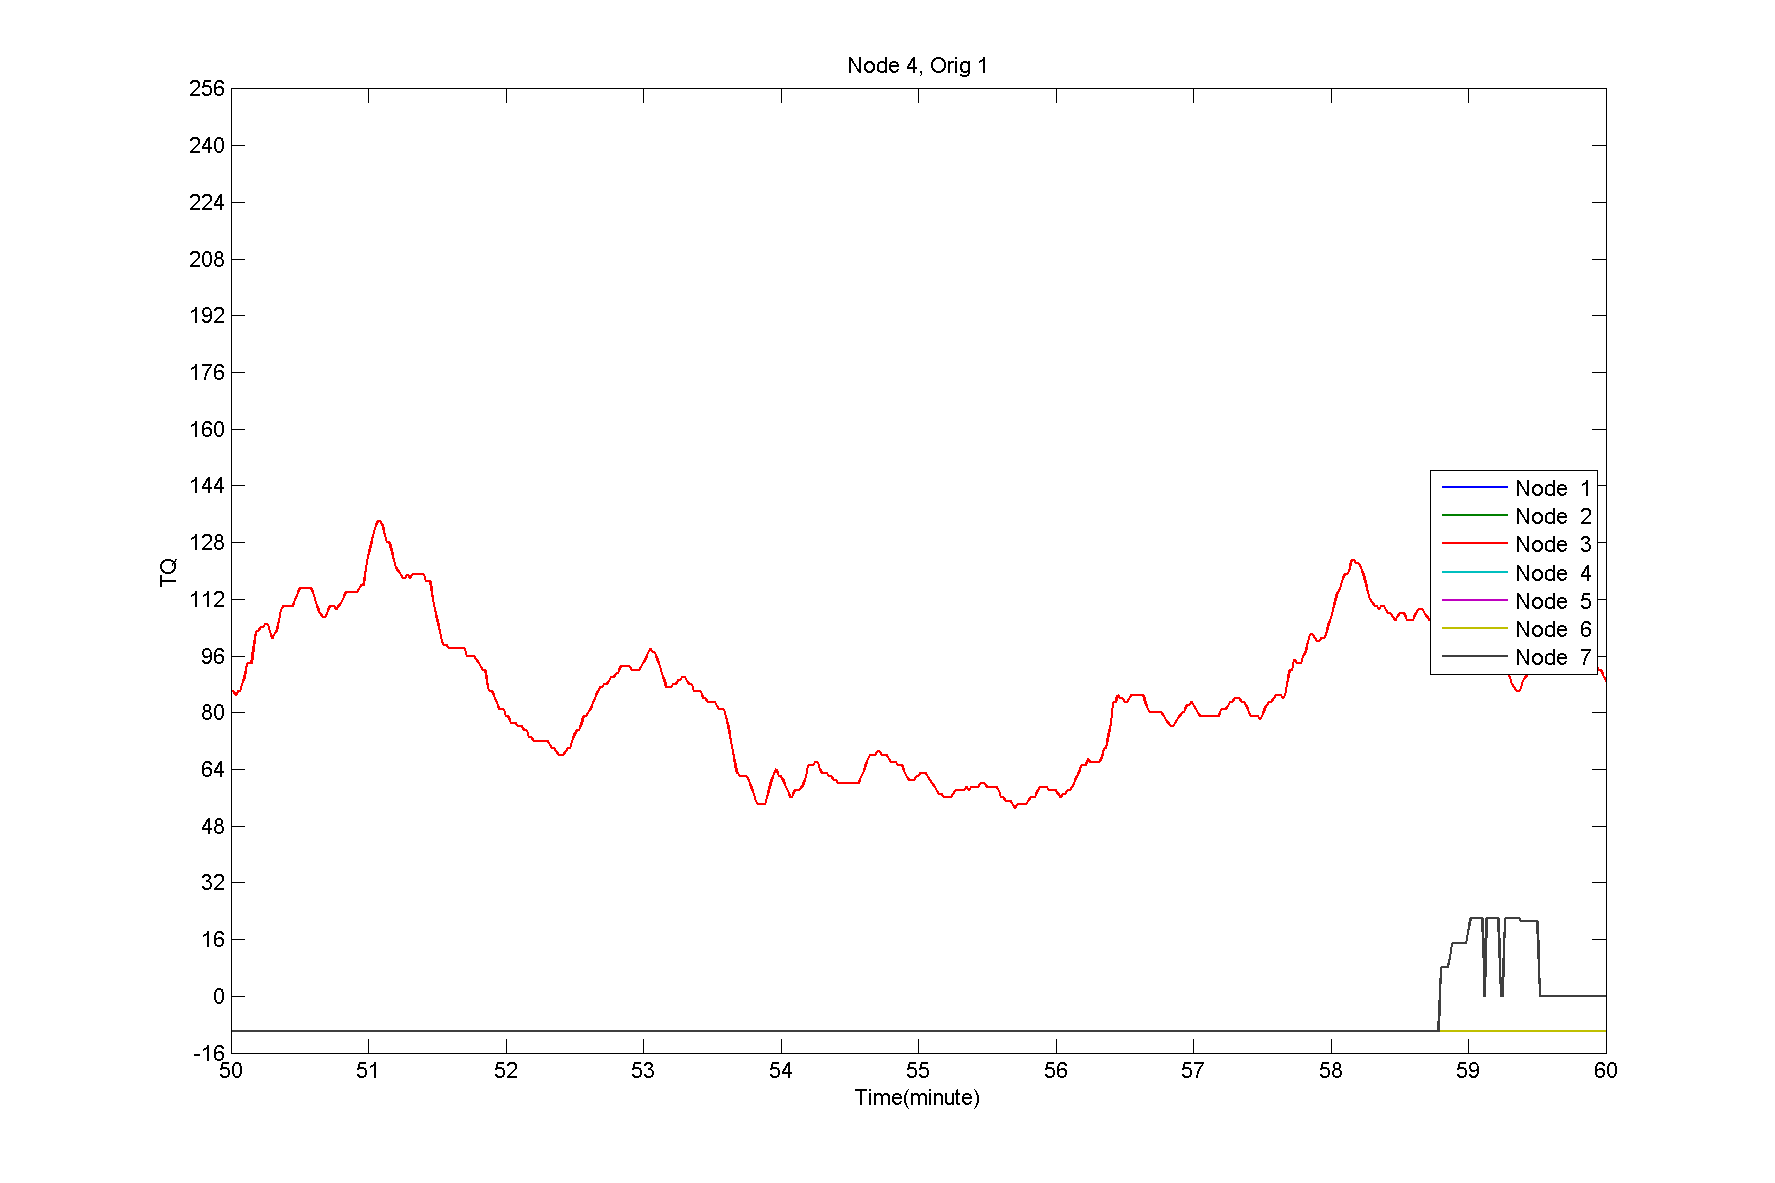 Node 4, Orig 1
256
240
224
208
192
176
160
144
128
112
96
80
64
48
32
16
0
-16
TQ
Node 1
Node 2
Node 3
Node 4
Node 5
Node 6
Node 7
50 51 52 53 54 55 56 57 58 59 60
Time(minute)